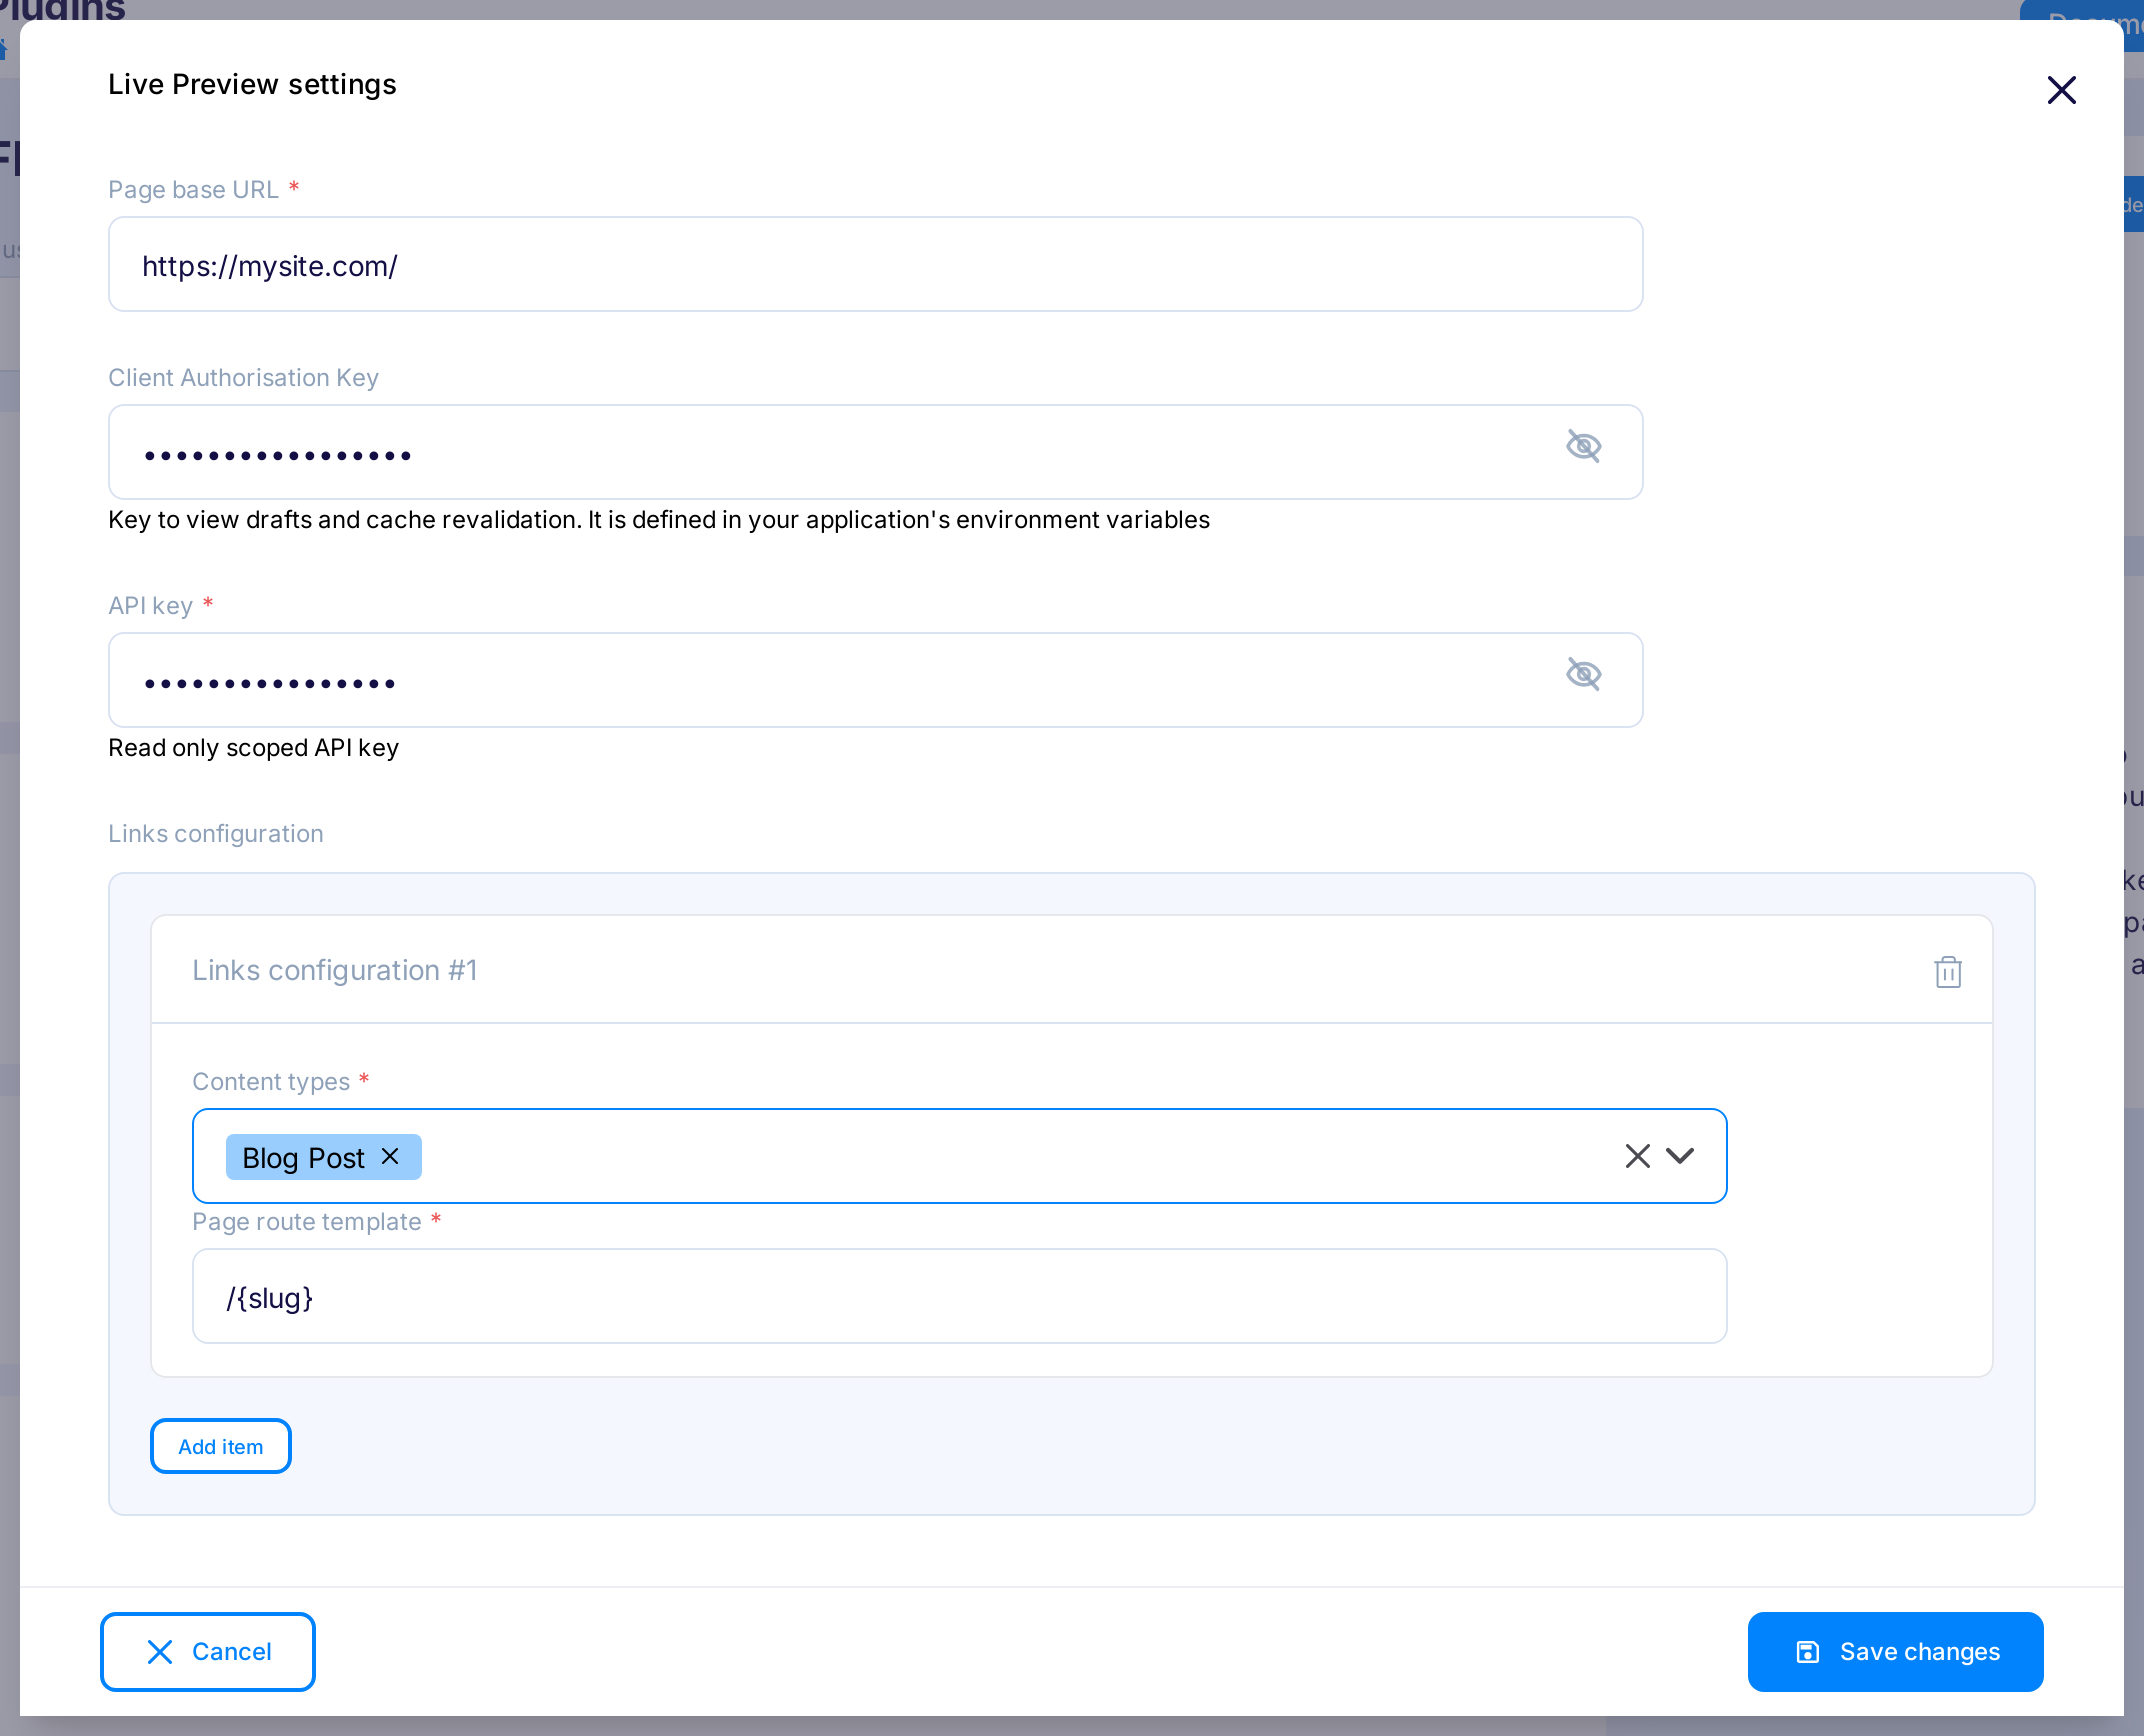 Plugins
Live Preview settings
Page base URL *
https://mysite.com/
Client Authorisation Key
•••••••••••••••••
Key to view drafts and cache revalidation. It is defined in your application's environment variables
API key *
••••••••••••••••
Read only scoped API key
Links configuration
Links configuration #1
Content types *
Blog Post
Page route template *
/{slug}
Add item
Cancel
Save changes